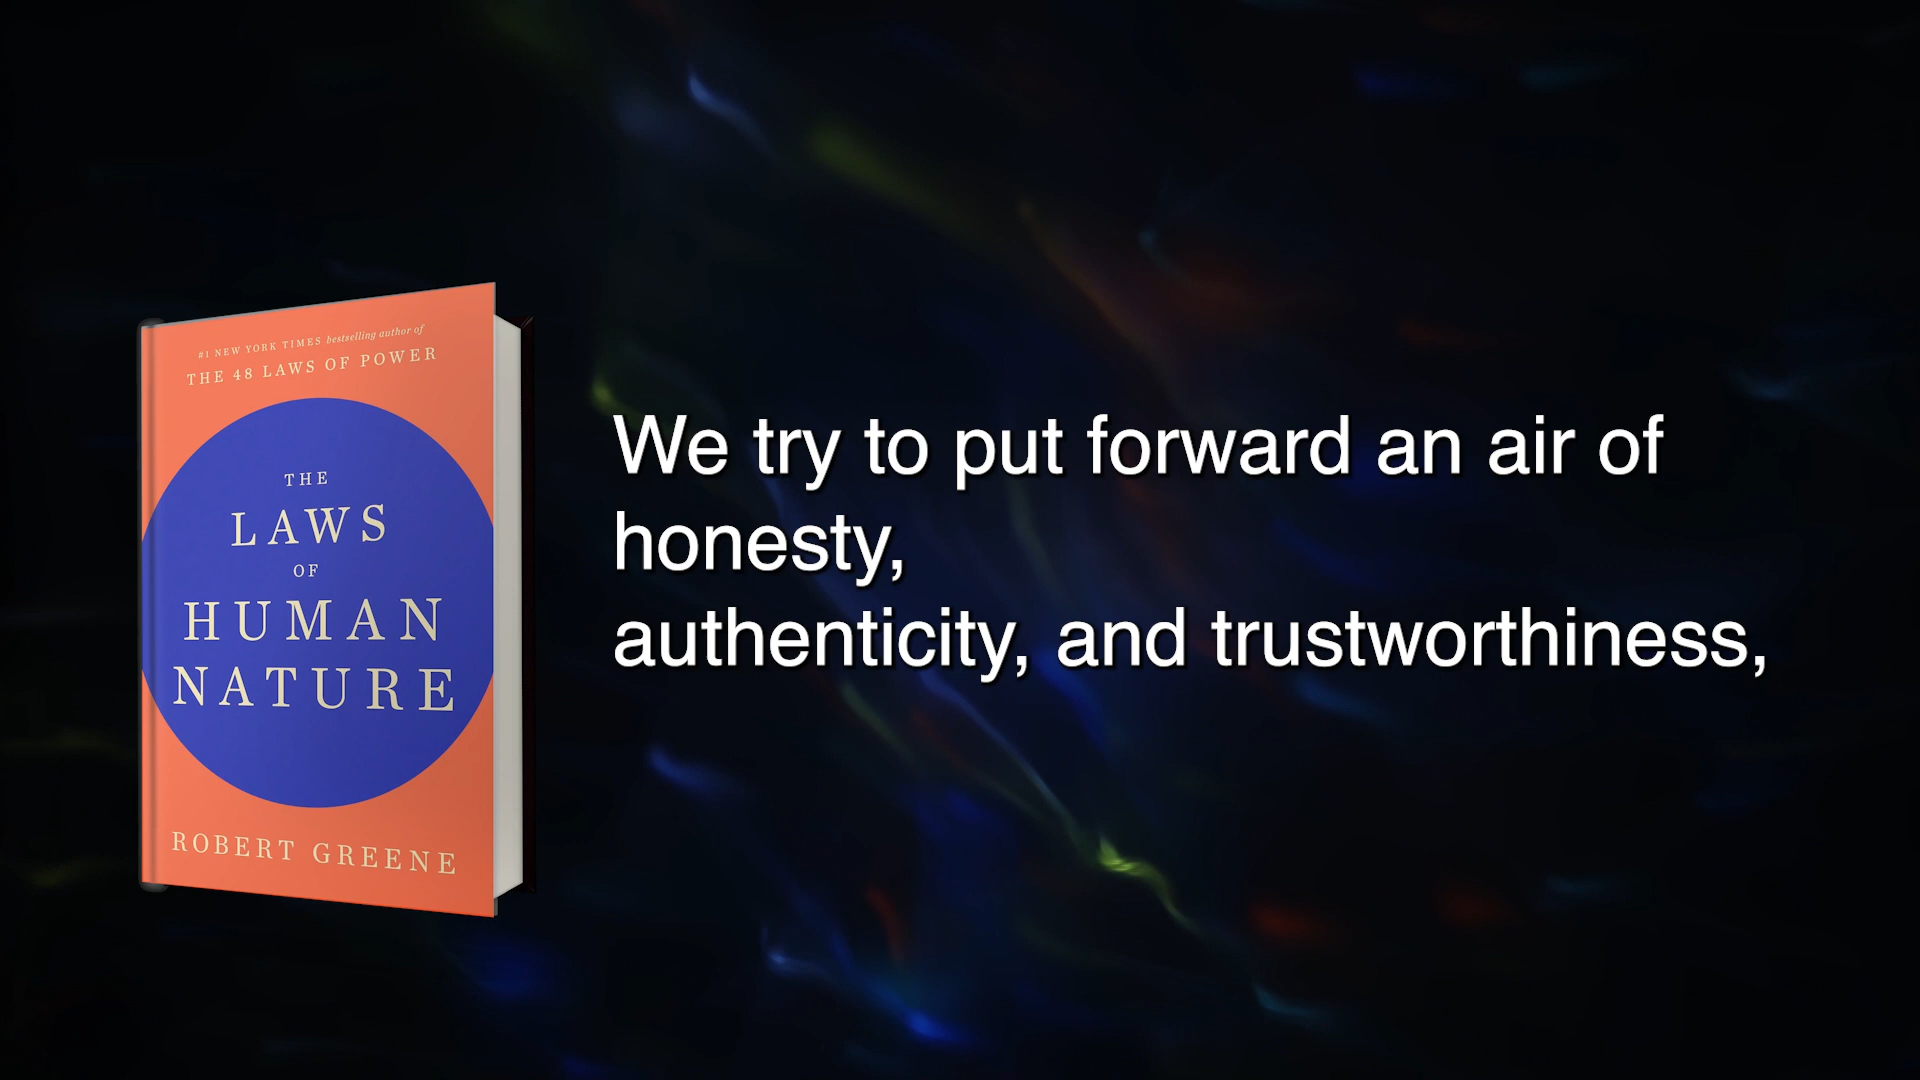 #1 NEW YORK TIMES bestselling author of
THE 48 LAWS OF POWER
THE
LAWS
OF
HUMAN
NATURE
ROBERT GREENE
We try to put forward an air of
honesty,
authenticity, and trustworthiness,